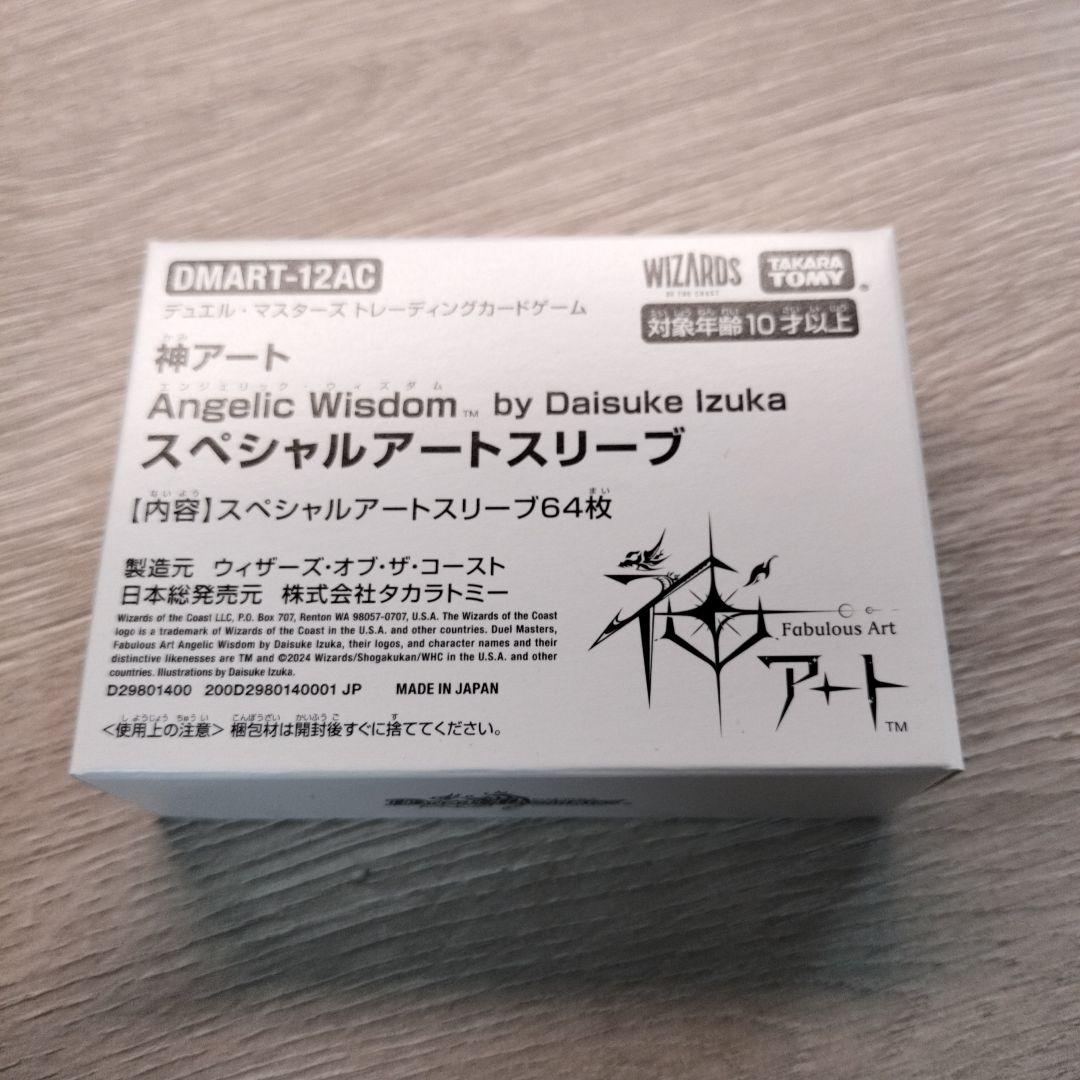 DMART-12AC
デュエル・マスターズ トレーディングカードゲーム
WIZARDS
OF THE COAST
TAKARA
TOMY
®
対象年齢10才以上
かみ
神アート
エンジェリック・ウィズダム
Angelic Wisdom™ by Daisuke Izuka
スペシャルアートスリーブ
ないよう まい
【内容】スペシャルアートスリーブ64枚
製造元 ウィザーズ・オブ・ザ・コースト
日本総発売元 株式会社タカラトミー
Wizards of the Coast LLC, P.O. Box 707, Renton WA 98057-0707, U.S.A. The Wizards of the Coast
logo is a trademark of Wizards of the Coast in the U.S.A. and other countries. Duel Masters,
Fabulous Art Angelic Wisdom by Daisuke Izuka, their logos, and character names and their
distinctive likenesses are TM and ©2024 Wizards/Shogakukan/WHC in the U.S.A. and other
countries. Illustrations by Daisuke Izuka.
D29801400 200D2980140001 JP MADE IN JAPAN
しようじょう ちゅうい こんぽうざい かいふうご す
<使用上の注意> 梱包材は開封後すぐに捨ててください。
神
Fabulous Art
アート
™